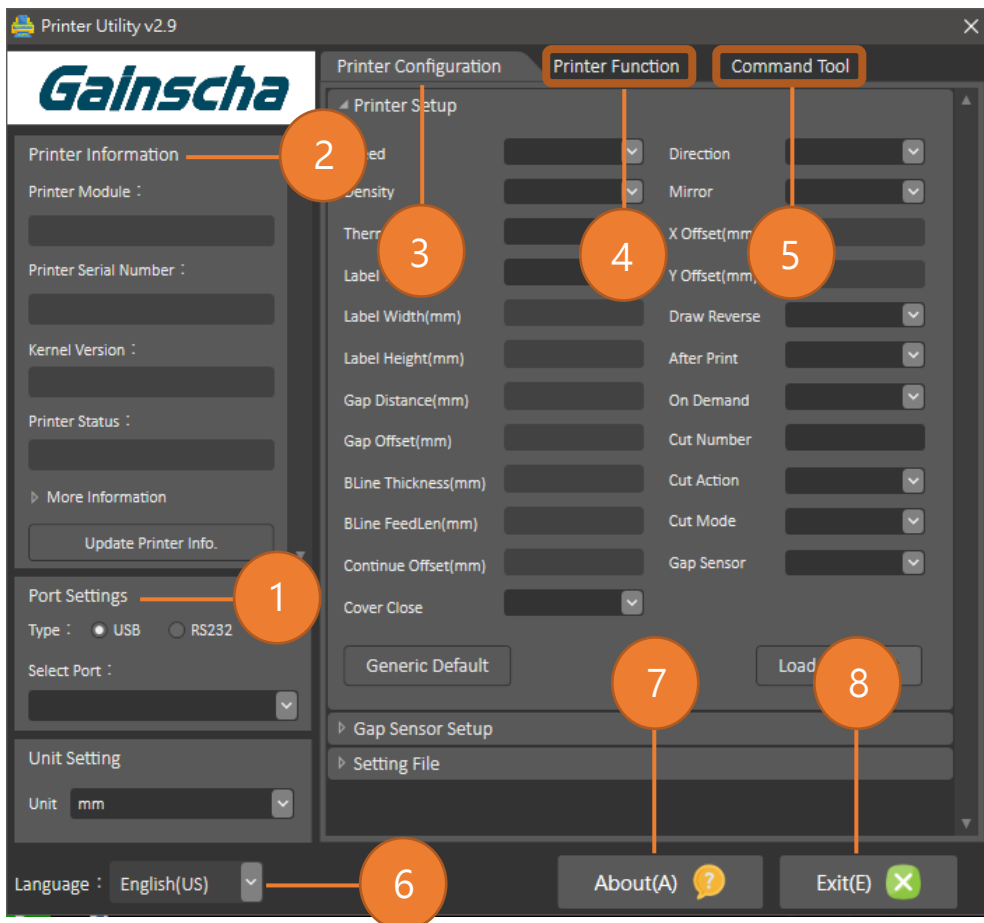 Printer Utility v2.9
Gainscha
Printer Information
2
Printer Module :
Printer Serial Number :
Kernel Version :
Printer Status :
More Information
Update Printer Info.
Port Settings
1
Type : USB RS232
Select Port :
Unit Setting
Unit mm
Language : English(US)
6
Printer Configuration
Printer Function
Command Tool
Printer Setup
3
4
5
Density
Label
Label Width(mm)
Label Height(mm)
Gap Distance(mm)
Gap Offset(mm)
BLine Thickness(mm)
BLine FeedLen(mm)
Continue Offset(mm)
Cover Close
Direction
Mirror
X Offset(mm
Y Offset(mm)
Draw Reverse
After Print
On Demand
Cut Number
Cut Action
Cut Mode
Gap Sensor
Generic Default
Load
7
8
Gap Sensor Setup
Setting File
About(A)
Exit(E)